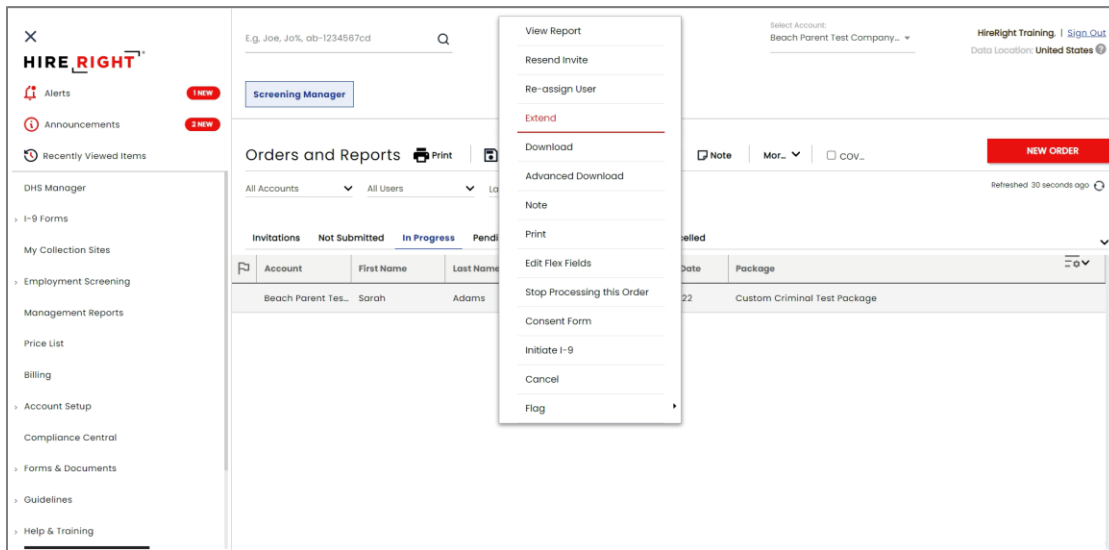 HIRE RIGHT
Alerts 1 NEW
Announcements 2 NEW
Recently Viewed Items
DHS Manager
I-9 Forms
My Collection Sites
Employment Screening
Management Reports
Price List
Billing
Account Setup
Compliance Central
Forms & Documents
Guidelines
Help & Training
E.g, Joe, Jo%, ab-1234567cd
Select Account:
Beach Parent Test Company...
HireRight Training. | Sign Out
Data Location: United States
Screening Manager
Orders and Reports Print Note Mor... COV...
NEW ORDER
All Accounts All Users
Refreshed 30 seconds ago
Invitations Not Submitted In Progress
Account First Name Last Name Date Package
Beach Parent Tes... Sarah Adams 22 Custom Criminal Test Package
View Report
Resend Invite
Re-assign User
Extend
Download
Advanced Download
Note
Print
Edit Flex Fields
Stop Processing this Order
Consent Form
Initiate I-9
Cancel
Flag